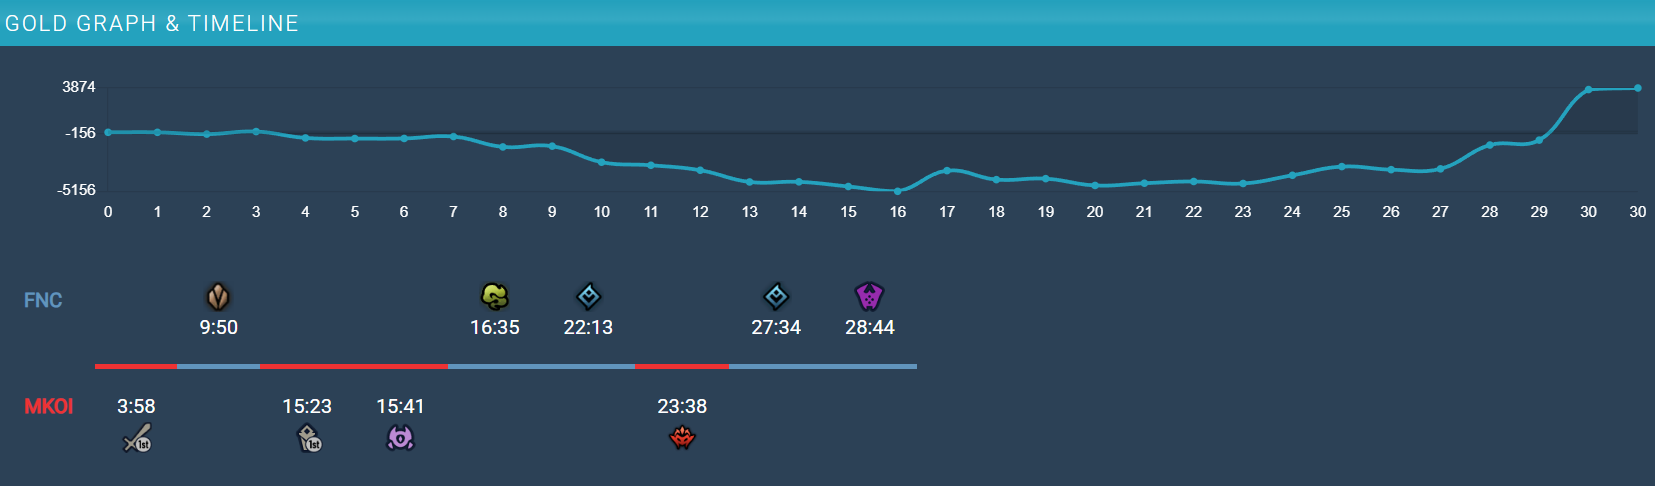 GOLD GRAPH & TIMELINE
3874
-156
-5156
0 1 2 3 4 5 6 7 8 9 10 11 12 13 14 15 16 17 18 19 20 21 22 23 24 25 26 27 28 29 30 30
FNC
9:50 16:35 22:13 27:34 28:44
MKOI 3:58 15:23 15:41 23:38
1st 1st